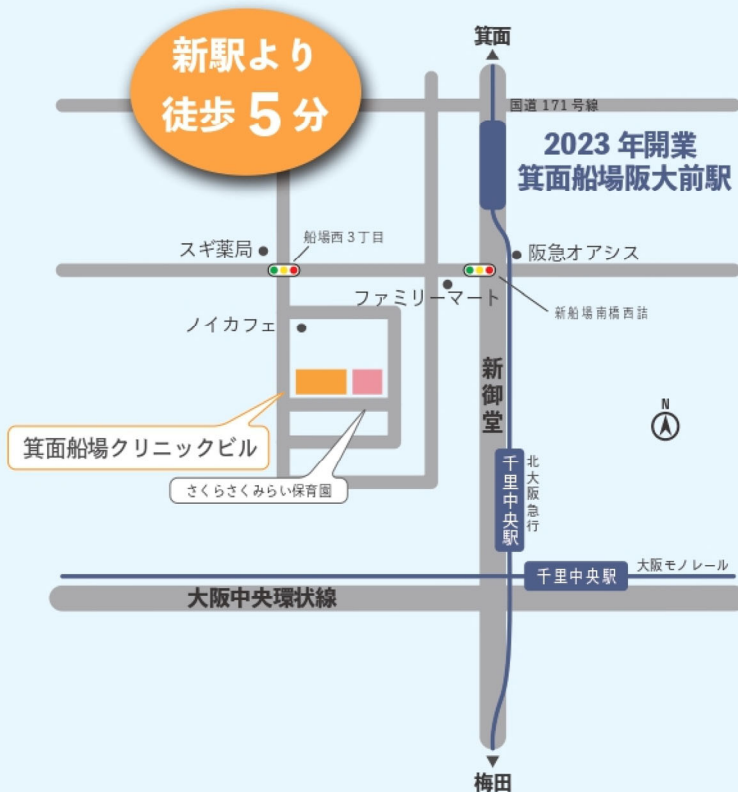 新駅より
徒歩 5 分
箕面
国道 171 号線
2023 年開業
箕面船場阪大前駅
スギ薬局
船場西 3 丁目
阪急オアシス
ファミリーマート
新船場南橋西詰
ノイカフェ
新御堂
N
箕面船場クリニックビル
さくらさくみらい保育園
千里中央駅
北大阪急行
千里中央駅
大阪モノレール
大阪中央環状線
梅田